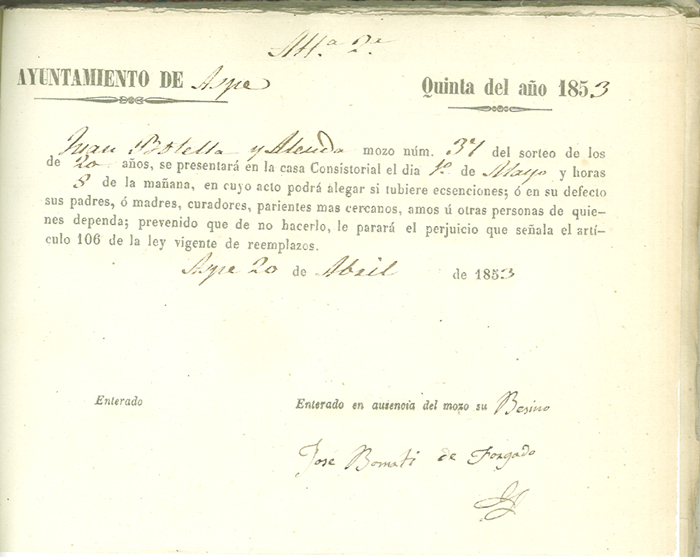 AYUNTAMIENTO DE Aspe
Quinta del año 1853
Juan Botella y Alenda mozo núm. 37 del sorteo de los
de 20 años, se presentará en la casa Consistorial el dia 1º de Mayo y horas
8 de la mañana, en cuyo acto podrá alegar si tubiere ecsenciones; ó en su defecto
sus padres, ó madres, curadores, parientes mas cercanos, amos ú otras personas de quie-
nes dependa; prevenido que de no hacerlo, le parará el perjuicio que señala el artí-
culo 106 de la ley vigente de reemplazos.
Aspe 20 de Abril de 1853
Enterado
Enterado en ausencia del mozo su Besino
Jose Bomati de Forgado